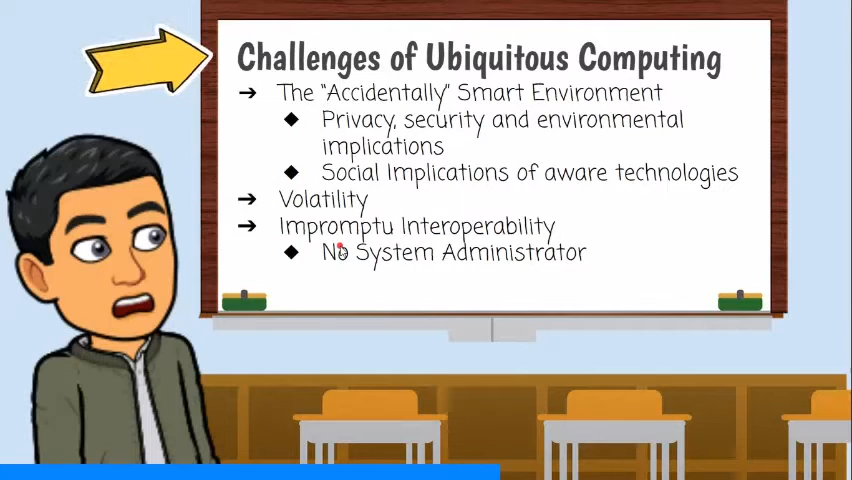 Challenges of Ubiquitous Computing
➔ The "Accidentally" Smart Environment
◆ Privacy, security and environmental
implications
◆ Social Implications of aware technologies
➔ Volatility
➔ Impromptu Interoperability
◆ No System Administrator